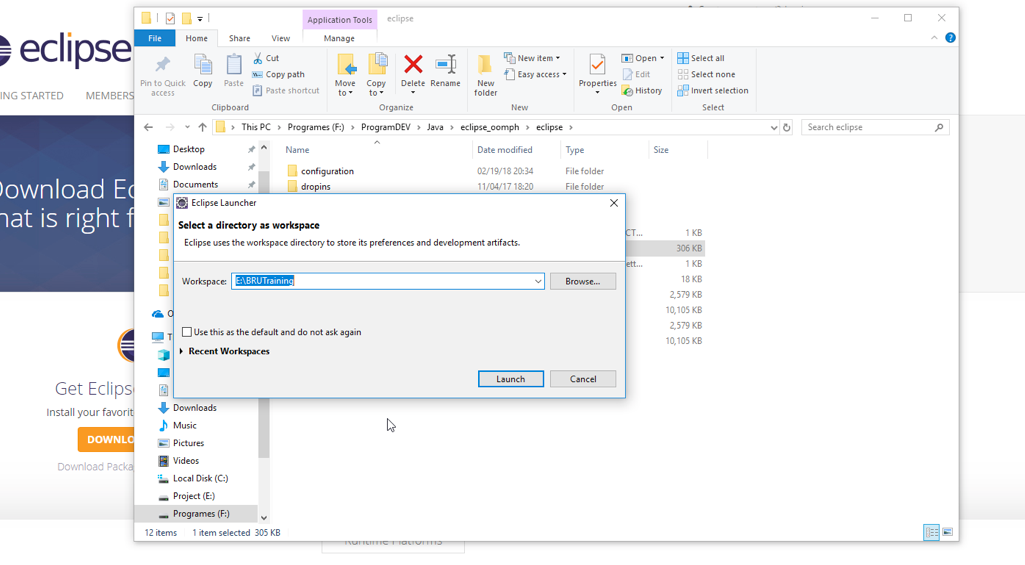 Application Tools
eclipse
File
Home
Share
View
Manage
Pin to Quick access
Copy
Paste
Cut
Copy path
Paste shortcut
Clipboard
Move to
Copy to
Delete
Rename
Organize
New folder
New item
Easy access
New
Properties
Open
Edit
History
Open
Select all
Select none
Invert selection
Select
This PC > Programes (F:) > ProgramDEV > Java > eclipse_oomph > eclipse >
Search eclipse
Desktop
Downloads
Documents
Name Date modified Type Size
configuration 02/19/18 20:34 File folder
dropins 11/04/17 18:20 File folder
Eclipse Launcher
Select a directory as workspace
Eclipse uses the workspace directory to store its preferences and development artifacts.
Workspace: E:\BRUTraining
Browse...
Use this as the default and do not ask again
Recent Workspaces
Launch
Cancel
1 KB
306 KB
1 KB
18 KB
2,579 KB
10,105 KB
2,579 KB
10,105 KB
Downloads
Music
Pictures
Videos
Local Disk (C:)
Project (E:)
Programes (F:)
12 items 1 item selected 305 KB
eclipse
ING STARTED MEMBERS
Download Ec
hat is right f
Get Eclips
Install your favorit
DOWNLO
Download Packa
Runtime Platforms